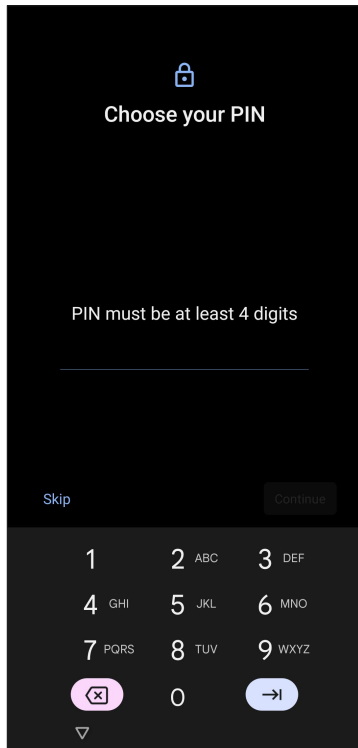 Choose your PIN
PIN must be at least 4 digits
Skip Continue
1 2 ABC 3 DEF
4 GHI 5 JKL 6 MNO
7 PQRS 8 TUV 9 WXYZ
0